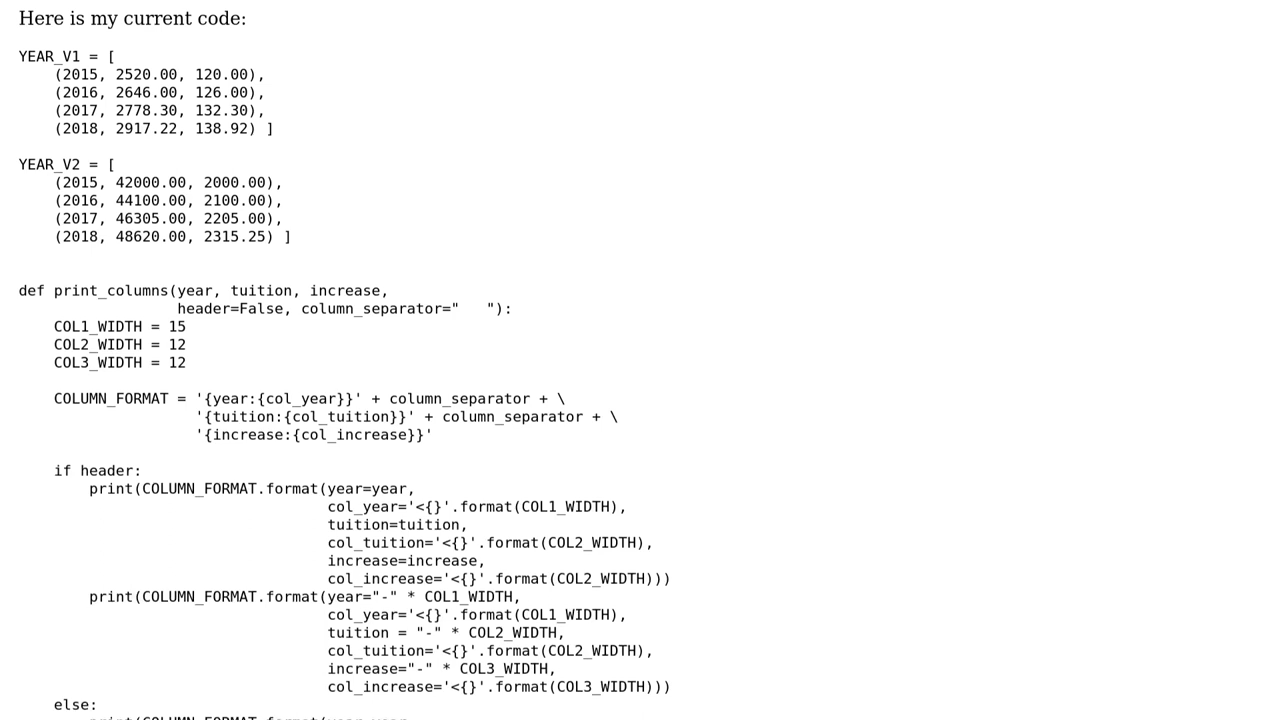 Here is my current code:
YEAR_V1 = [
    (2015, 2520.00, 120.00),
    (2016, 2646.00, 126.00),
    (2017, 2778.30, 132.30),
    (2018, 2917.22, 138.92) ]
YEAR_V2 = [
    (2015, 42000.00, 2000.00),
    (2016, 44100.00, 2100.00),
    (2017, 46305.00, 2205.00),
    (2018, 48620.00, 2315.25) ]
def print_columns(year, tuition, increase,
                  header=False, column_separator="   "):
    COL1_WIDTH = 15
    COL2_WIDTH = 12
    COL3_WIDTH = 12
    COLUMN_FORMAT = '{year:{col_year}}' + column_separator + \
                    '{tuition:{col_tuition}}' + column_separator + \
                    '{increase:{col_increase}}'
    if header:
        print(COLUMN_FORMAT.format(year=year,
                                   col_year='<{}'.format(COL1_WIDTH),
                                   tuition=tuition,
                                   col_tuition='<{}'.format(COL2_WIDTH),
                                   increase=increase,
                                   col_increase='<{}'.format(COL2_WIDTH)))
        print(COLUMN_FORMAT.format(year="-" * COL1_WIDTH,
                                   col_year='<{}'.format(COL1_WIDTH),
                                   tuition = "-" * COL2_WIDTH,
                                   col_tuition='<{}'.format(COL2_WIDTH),
                                   increase="-" * COL3_WIDTH,
                                   col_increase='<{}'.format(COL3_WIDTH)))
    else:
        print(COLUMN_FORMAT.format(year=year,